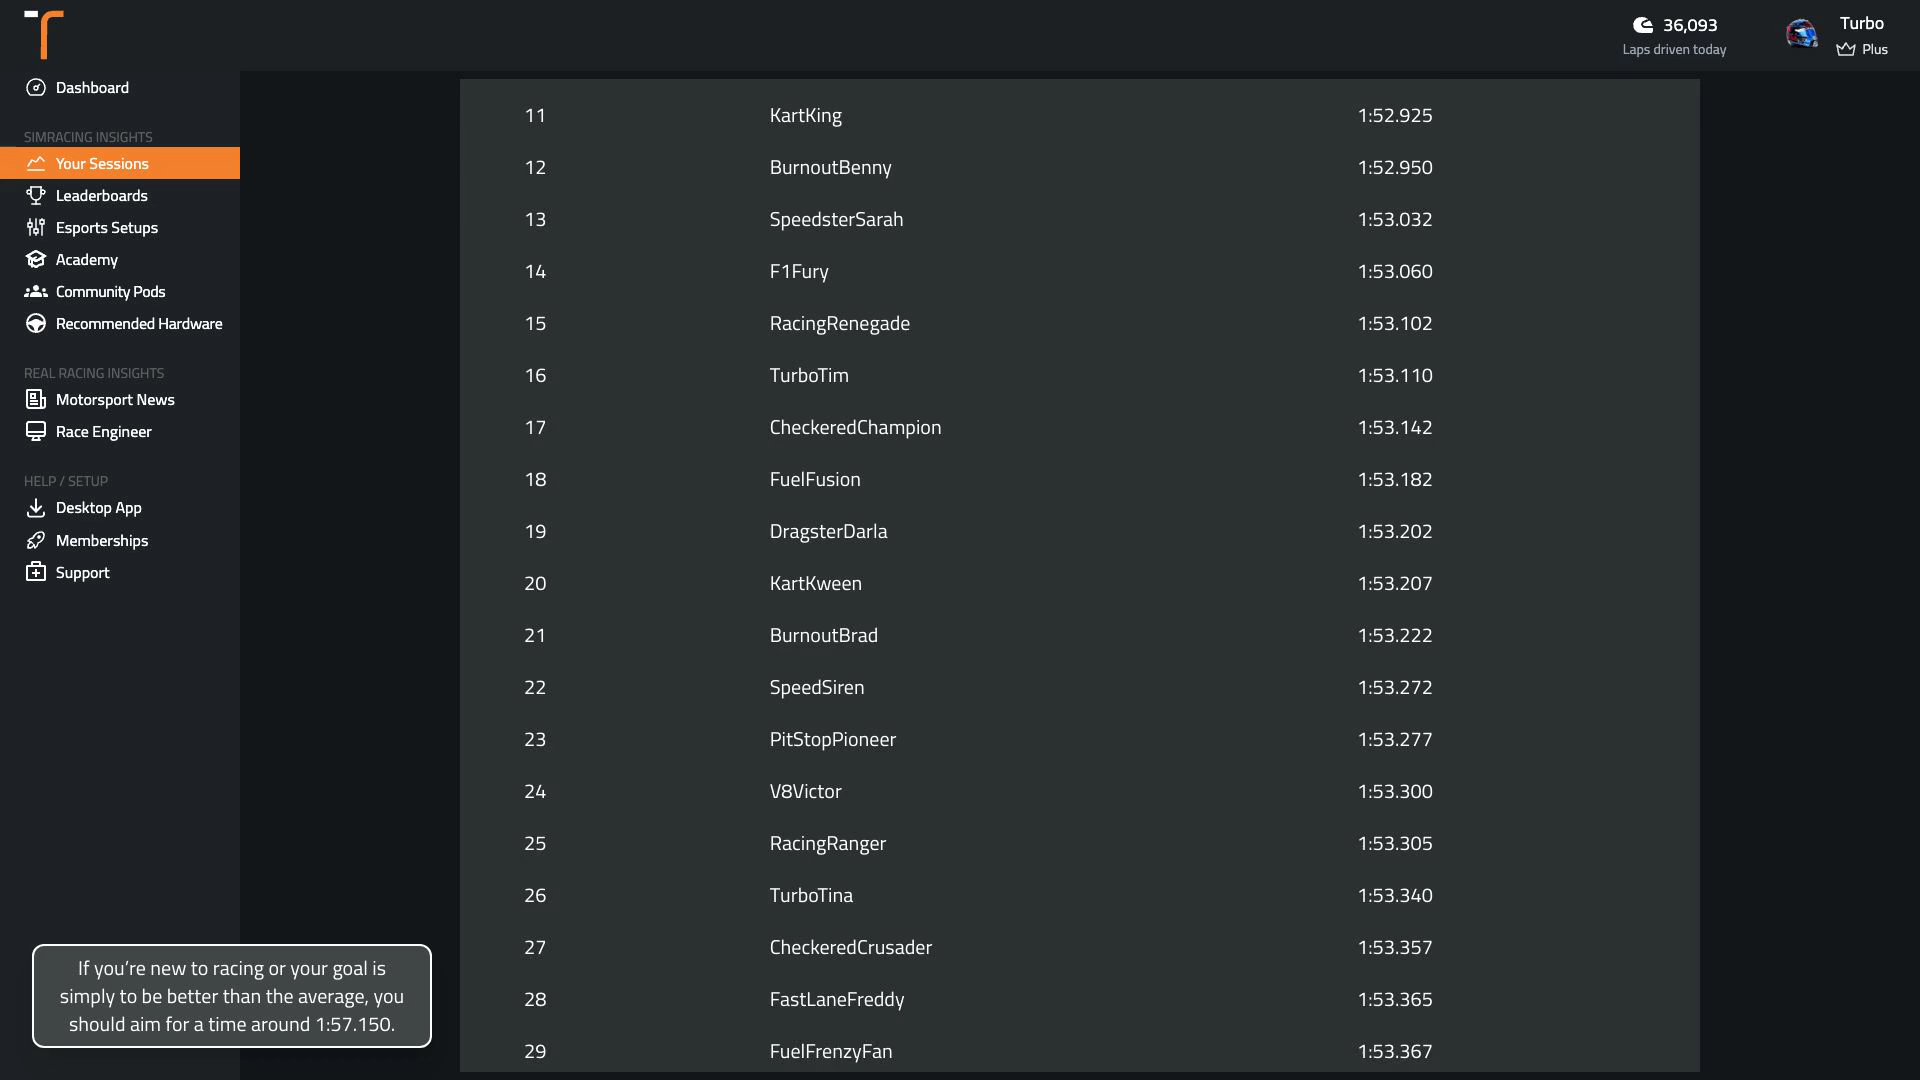 36,093
Laps driven today
Turbo
Plus
Dashboard
SIMRACING INSIGHTS
Your Sessions
Leaderboards
Esports Setups
Academy
Community Pods
Recommended Hardware
REAL RACING INSIGHTS
Motorsport News
Race Engineer
HELP / SETUP
Desktop App
Memberships
Support
11 KartKing 1:52.925
12 BurnoutBenny 1:52.950
13 SpeedsterSarah 1:53.032
14 F1Fury 1:53.060
15 RacingRenegade 1:53.102
16 TurboTim 1:53.110
17 CheckeredChampion 1:53.142
18 FuelFusion 1:53.182
19 DragsterDarla 1:53.202
20 KartKween 1:53.207
21 BurnoutBrad 1:53.222
22 SpeedSiren 1:53.272
23 PitStopPioneer 1:53.277
24 V8Victor 1:53.300
25 RacingRanger 1:53.305
26 TurboTina 1:53.340
27 CheckeredCrusader 1:53.357
28 FastLaneFreddy 1:53.365
29 FuelFrenzyFan 1:53.367
If you’re new to racing or your goal is
simply to be better than the average, you
should aim for a time around 1:57.150.